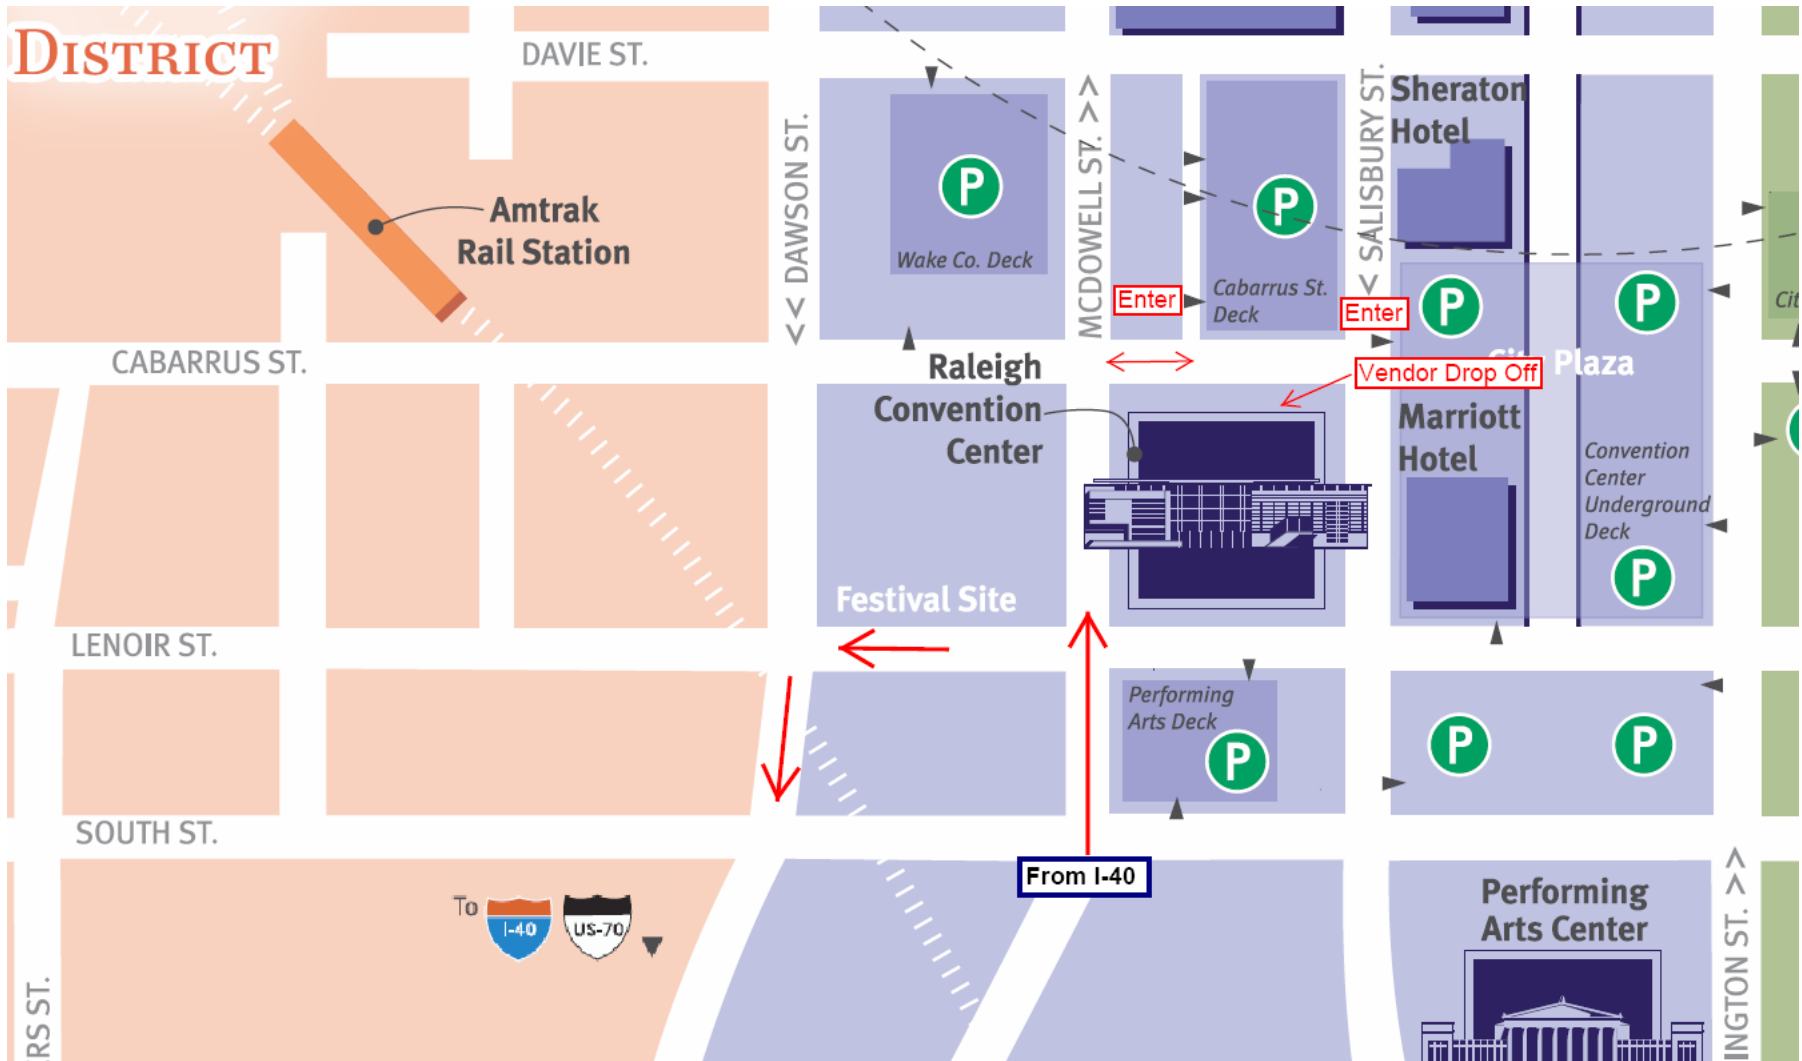 DISTRICT
DAVIE ST.
<< DAWSON ST.
MCDOWELL ST. >>
< SALISBURY ST.
Sheraton
Hotel
P
P
Amtrak
Rail Station
Wake Co. Deck
Cabarrus St.
Deck
Enter
Enter
P
P
Cit
CABARRUS ST.
Raleigh
Convention
Center
City Plaza
Vendor Drop Off
Marriott
Hotel
Convention
Center
Underground
Deck
P
Festival Site
LENOIR ST.
Performing
Arts Deck
P
P
P
SOUTH ST.
From I-40
To
I-40
US-70
Performing
Arts Center
INGTON ST. >>
RS ST.